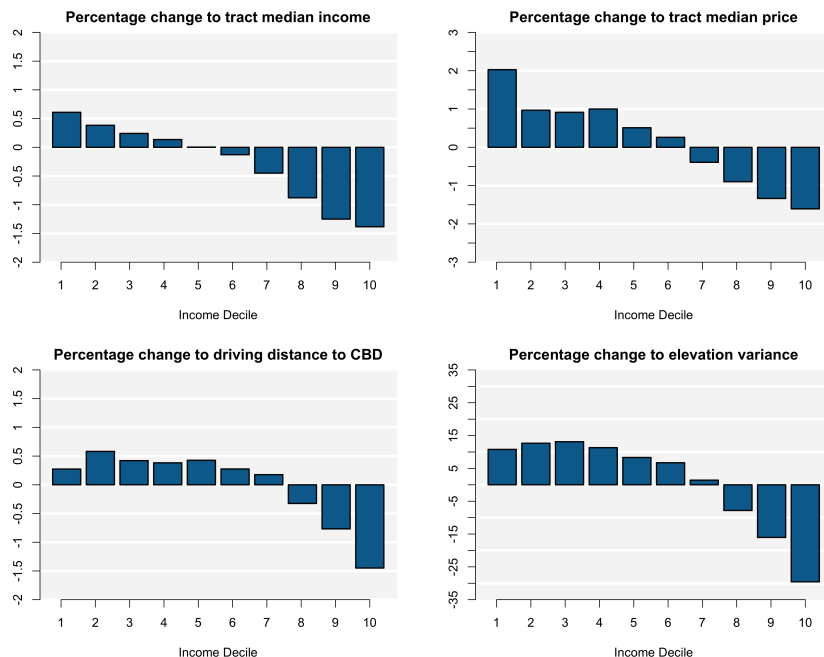 Percentage change to tract median income
2
1.5
1
0.5
0
-0.5
-1
-1.5
-2
1 2 3 4 5 6 7 8 9 10
Income Decile
Percentage change to tract median price
3
2
1
0
-1
-2
-3
1 2 3 4 5 6 7 8 9 10
Income Decile
Percentage change to driving distance to CBD
2
1.5
1
0.5
0
-0.5
-1
-1.5
-2
1 2 3 4 5 6 7 8 9 10
Income Decile
Percentage change to elevation variance
35
25
15
5
-5
-15
-25
-35
1 2 3 4 5 6 7 8 9 10
Income Decile